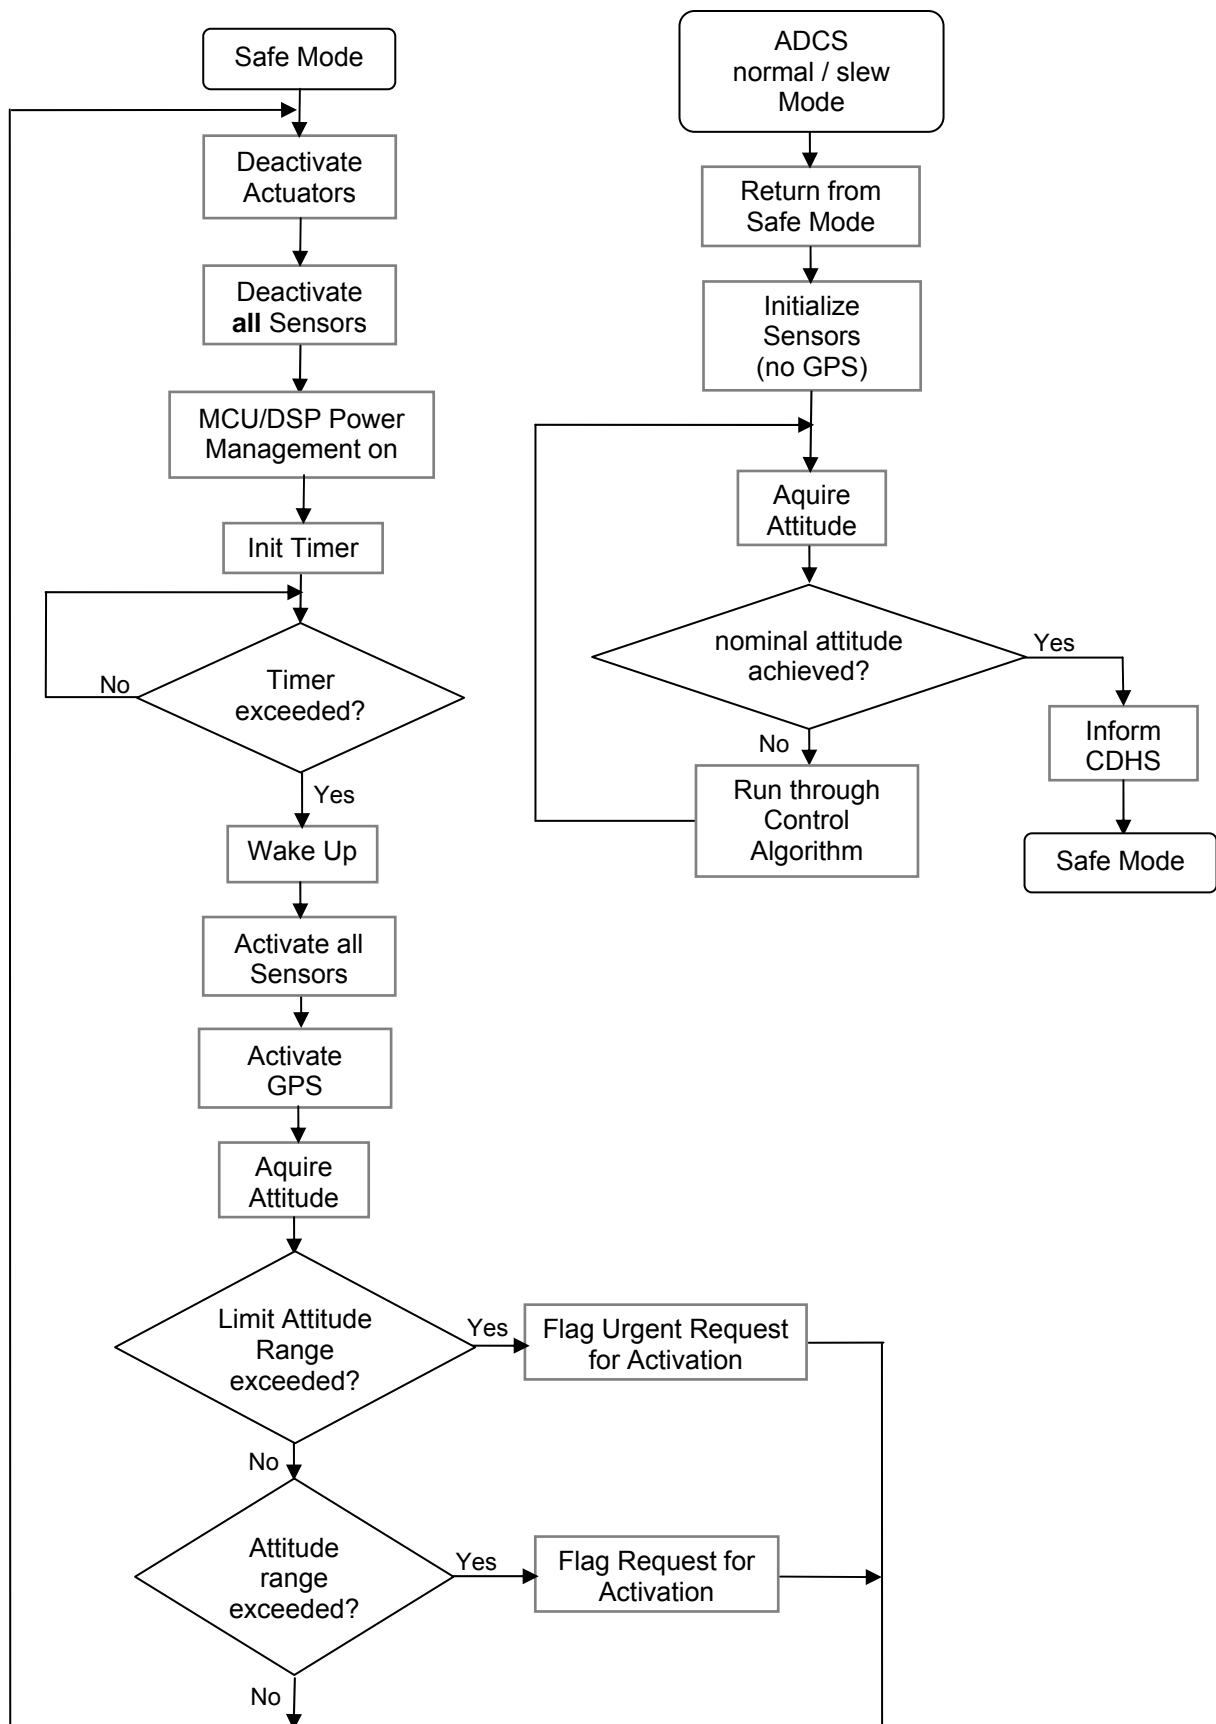 Safe Mode
Deactivate
Actuators
Deactivate
all Sensors
MCU/DSP Power
Management on
Init Timer
Timer
exceeded?
No
Yes
Wake Up
Activate all
Sensors
Activate
GPS
Aquire
Attitude
Limit Attitude
Range
exceeded?
Yes
Flag Urgent Request
for Activation
No
Attitude
range
exceeded?
Yes
Flag Request for
Activation
No
ADCS
normal / slew
Mode
Return from
Safe Mode
Initialize
Sensors
(no GPS)
Aquire
Attitude
nominal attitude
achieved?
Yes
Inform
CDHS
Safe Mode
No
Run through
Control
Algorithm